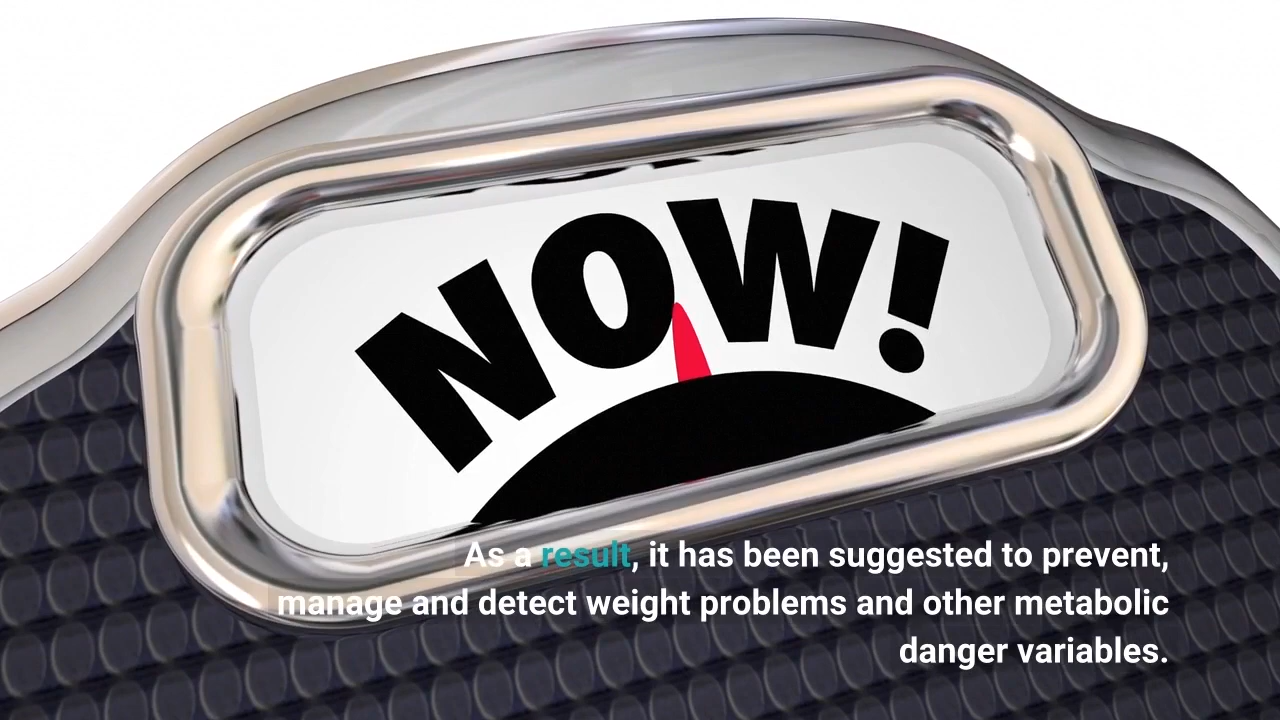 NOW!
As a result, it has been suggested to prevent,
manage and detect weight problems and other metabolic
danger variables.